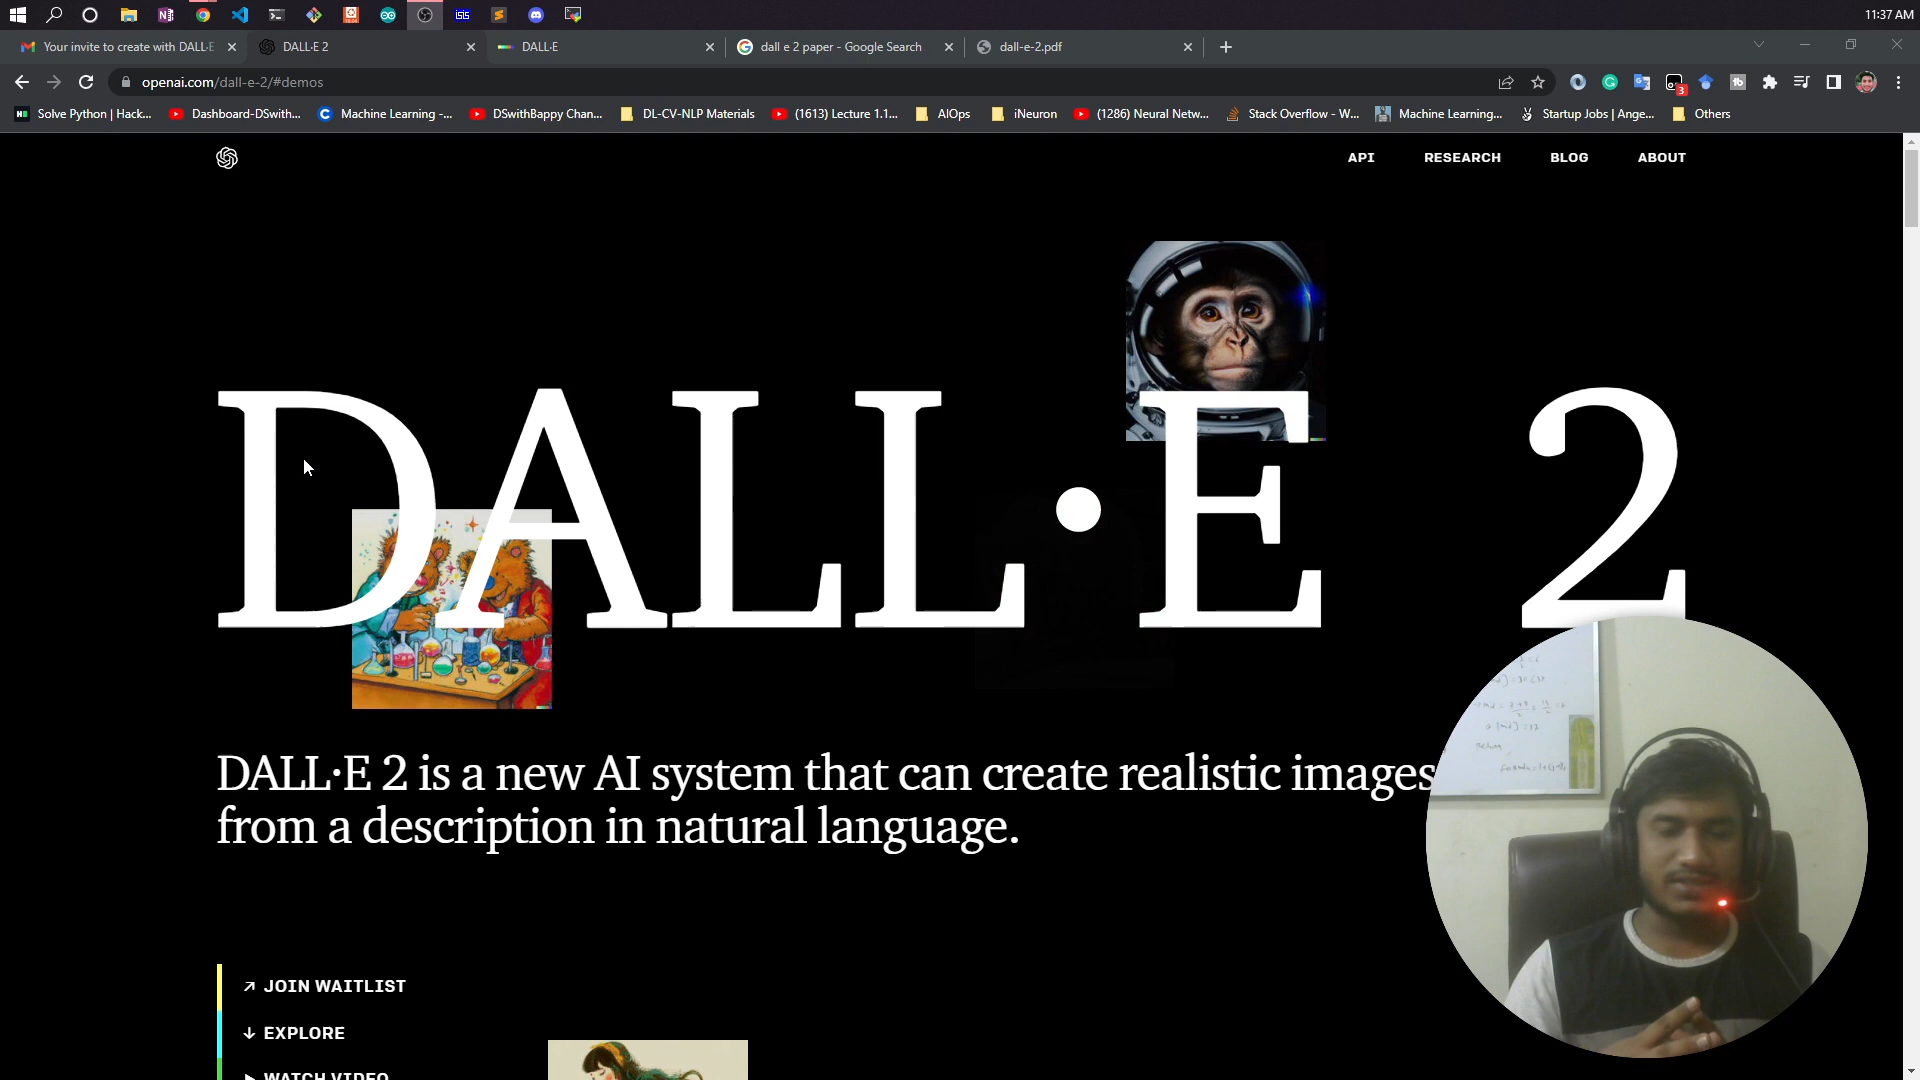 11:37 AM
Your invite to create with DALL·E
DALL·E 2
DALL·E
dall e 2 paper - Google Search
dall-e-2.pdf
openai.com/dall-e-2/#demos
3
Solve Python | Hack...
Dashboard-DSwith...
Machine Learning -...
DSwithBappy Chan...
DL-CV-NLP Materials
(1613) Lecture 1.1...
AIOps
iNeuron
(1286) Neural Netw...
Stack Overflow - W...
Machine Learning...
Startup Jobs | Ange...
Others
API
RESEARCH
BLOG
ABOUT
DALL·E 2
DALL·E 2 is a new AI system that can create realistic images
from a description in natural language.
↗ JOIN WAITLIST
↓ EXPLORE
▶ WATCH VIDEO